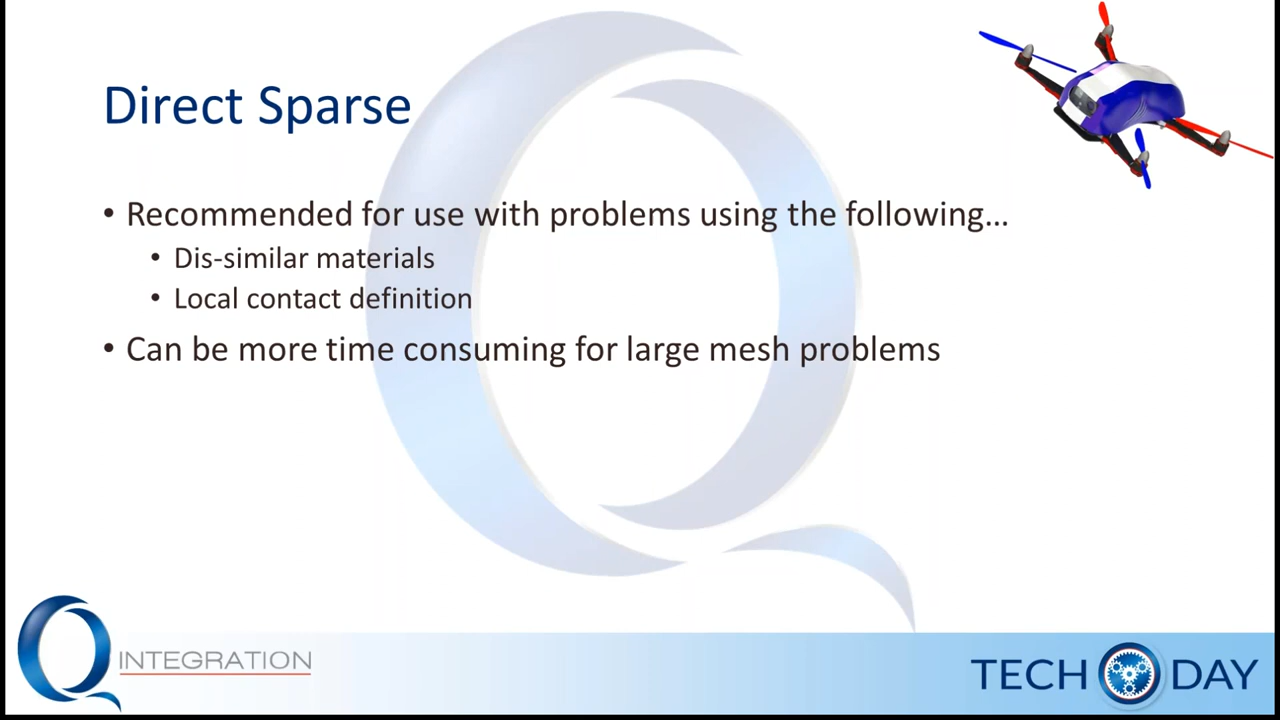 Direct Sparse
• Recommended for use with problems using the following...
• Dis-similar materials
• Local contact definition
• Can be more time consuming for large mesh problems
Q INTEGRATION
TECH DAY